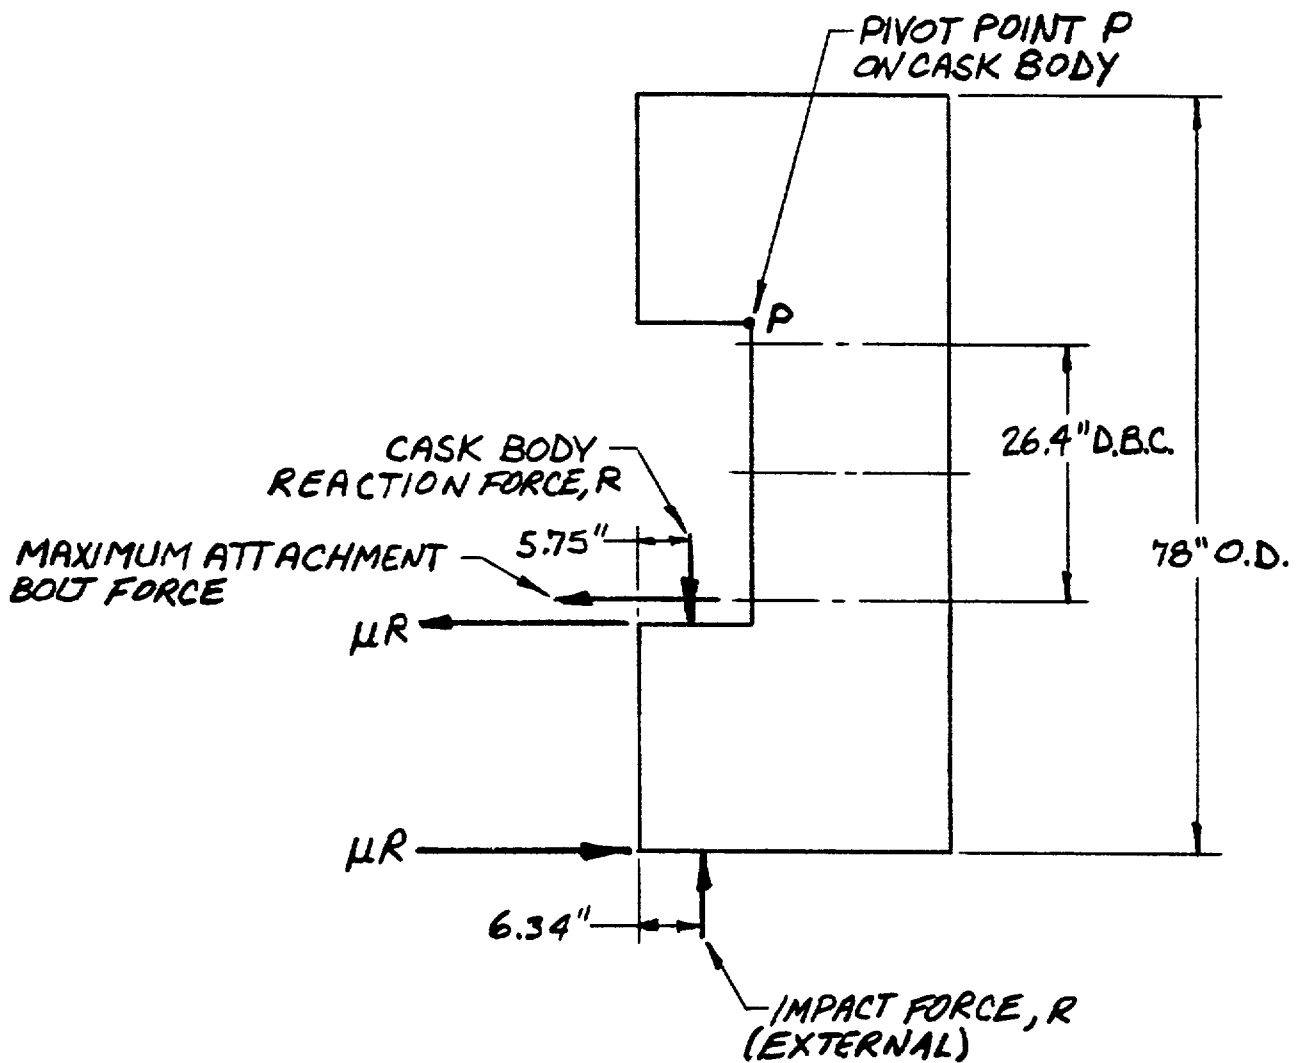 PIVOT POINT P
ON CASK BODY
P
26.4" D.B.C.
CASK BODY
REACTION FORCE, R
5.75"
78" O.D.
MAXIMUM ATTACHMENT
BOLT FORCE
μR
μR
6.34"
IMPACT FORCE, R
(EXTERNAL)